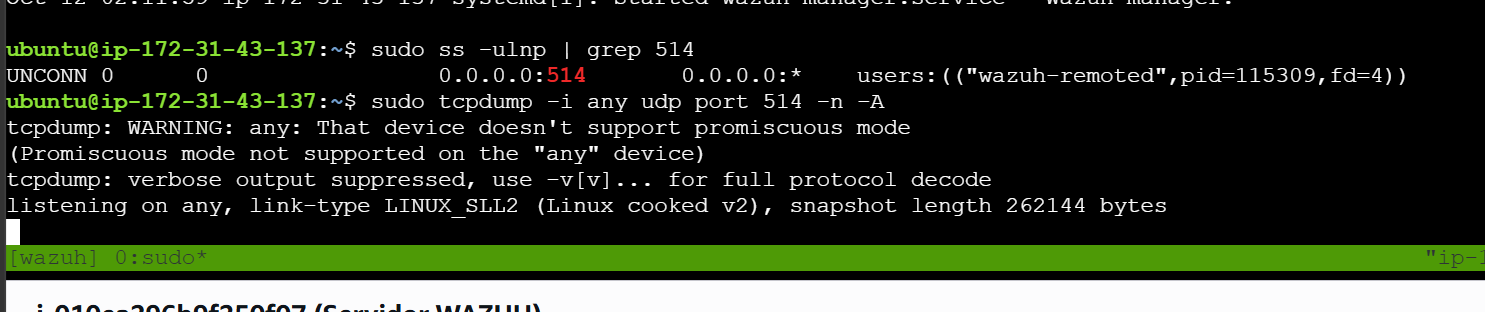 ubuntu@ip-172-31-43-137:~$ sudo ss -ulnp | grep 514
UNCONN 0      0                 0.0.0.0:514       0.0.0.0:*    users:(("wazuh-remoted",pid=115309,fd=4))
ubuntu@ip-172-31-43-137:~$ sudo tcpdump -i any udp port 514 -n -A
tcpdump: WARNING: any: That device doesn't support promiscuous mode
(Promiscuous mode not supported on the "any" device)
tcpdump: verbose output suppressed, use -v[v]... for full protocol decode
listening on any, link-type LINUX_SLL2 (Linux cooked v2), snapshot length 262144 bytes
[wazuh] 0:sudo* "ip-1
(Servidor WAZUH)